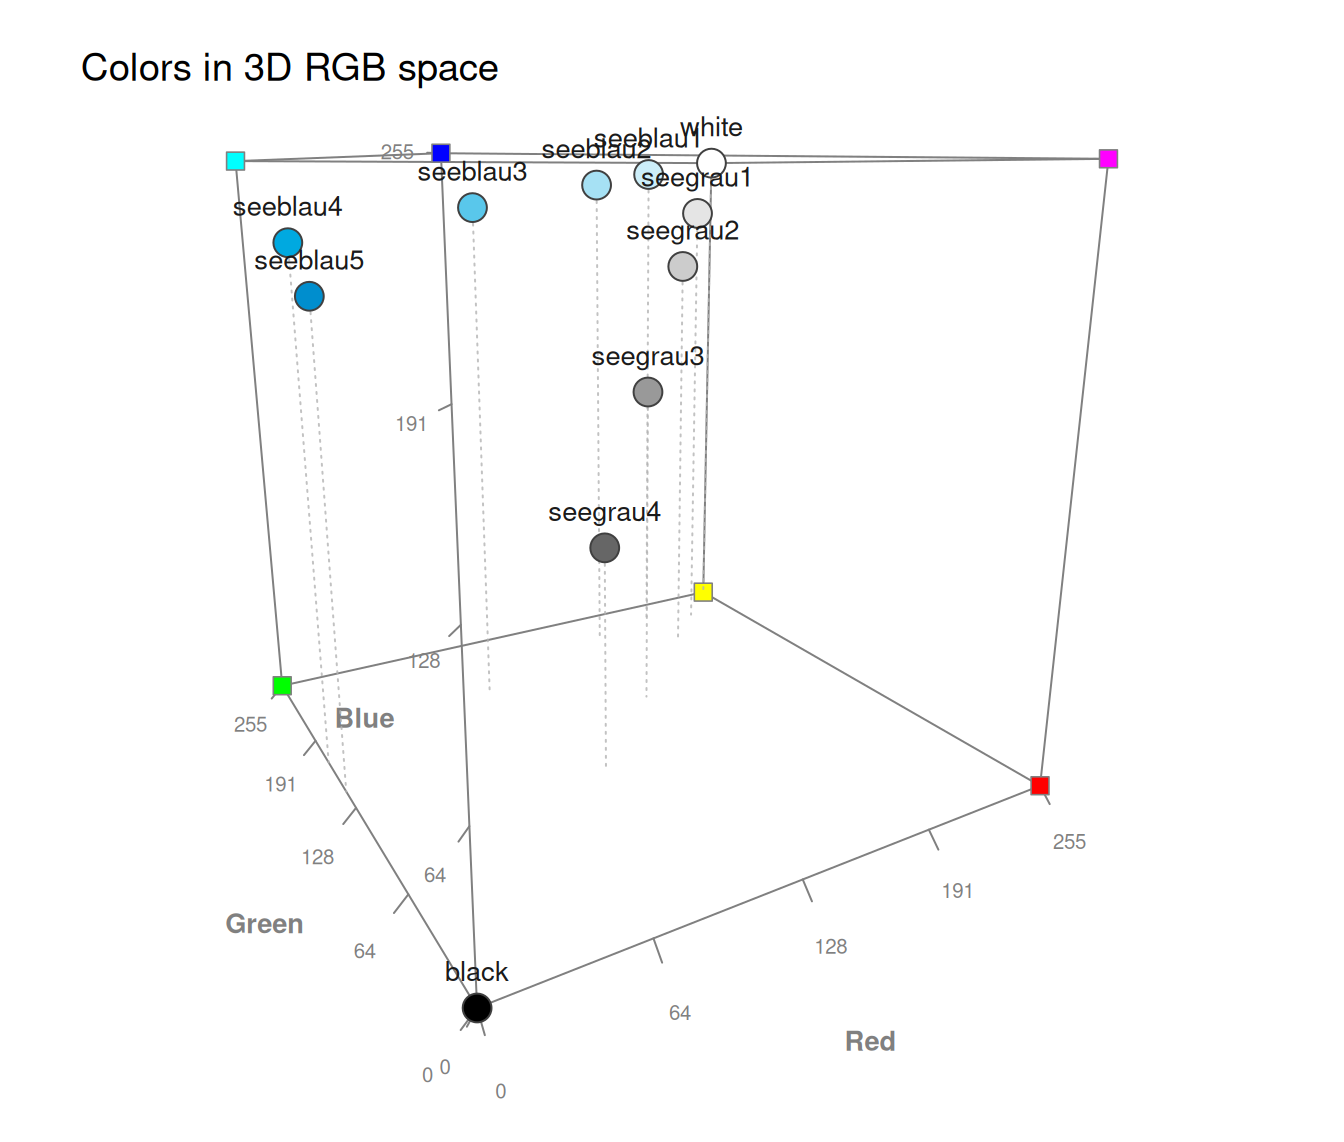 Colors in 3D RGB space
white
seeblau1
seeblau2
255
seeblau3
seegrau1
seeblau4
seegrau2
seeblau5
seegrau3
191
seegrau4
128
Blue
255
191
128
64
Green
64
black
0
0
0
64
128
191
255
Red